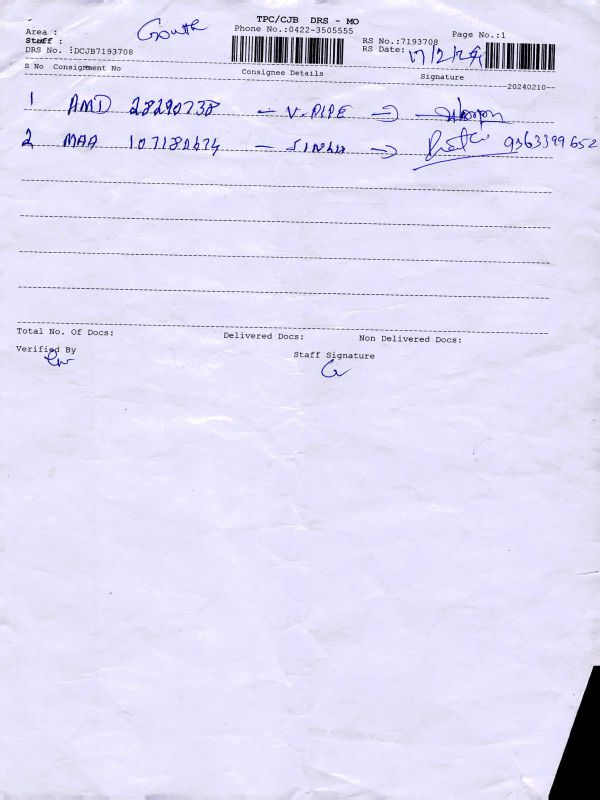 TPC/CJB DRS - MO
Area : Gowth
Phone No.:0422-3505555
Page No.:1
Staff :
RS No.:7193708
DRS No. :DCJB7193708
RS Date: 17/2/24
S No Consignment No
Consignee Details
Signature
20240210
1 AMD 28290738 - V.PIPE →
2 MAA 107180474 - →
9363399652
Total No. Of Docs:
Delivered Docs:
Non Delivered Docs:
Verified By
Staff Signature